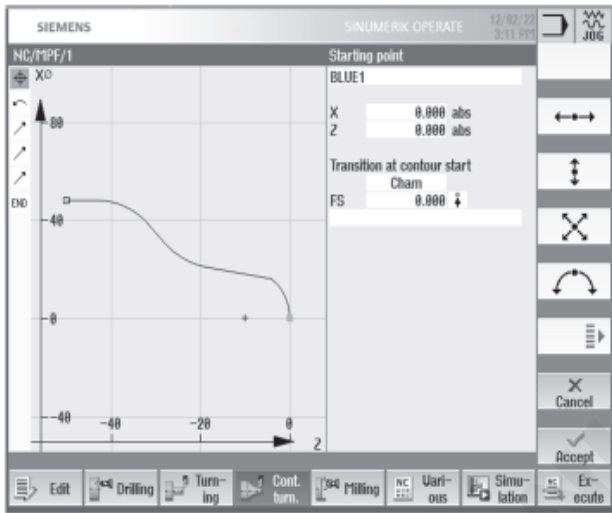 SIEMENS
SINUMERIK OPERATE
12/02/22
3:11 PM
JOG
NC/MPF/1
Starting point
X∅
BLUE1
X 0.000 abs
Z 0.000 abs
Transition at contour start
Cham
FS 0.000
80
40
0
-40
END
-40 -20 0
Z
Cancel
Accept
Edit
Drilling
Turn-
ing
Cont.
turn.
Milling
NC
Vari-
ous
Simu-
lation
NC
Ex-
ecute